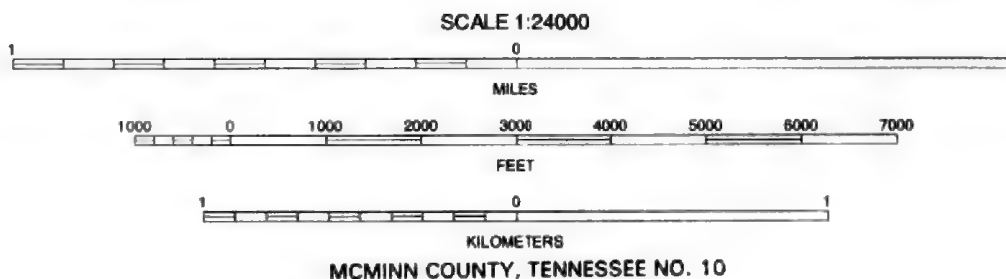 SCALE 1:24000
1 0
MILES
1000 0 1000 2000 3000 4000 5000 6000 7000
FEET
1 0 1
KILOMETERS
MCMINN COUNTY, TENNESSEE NO. 10